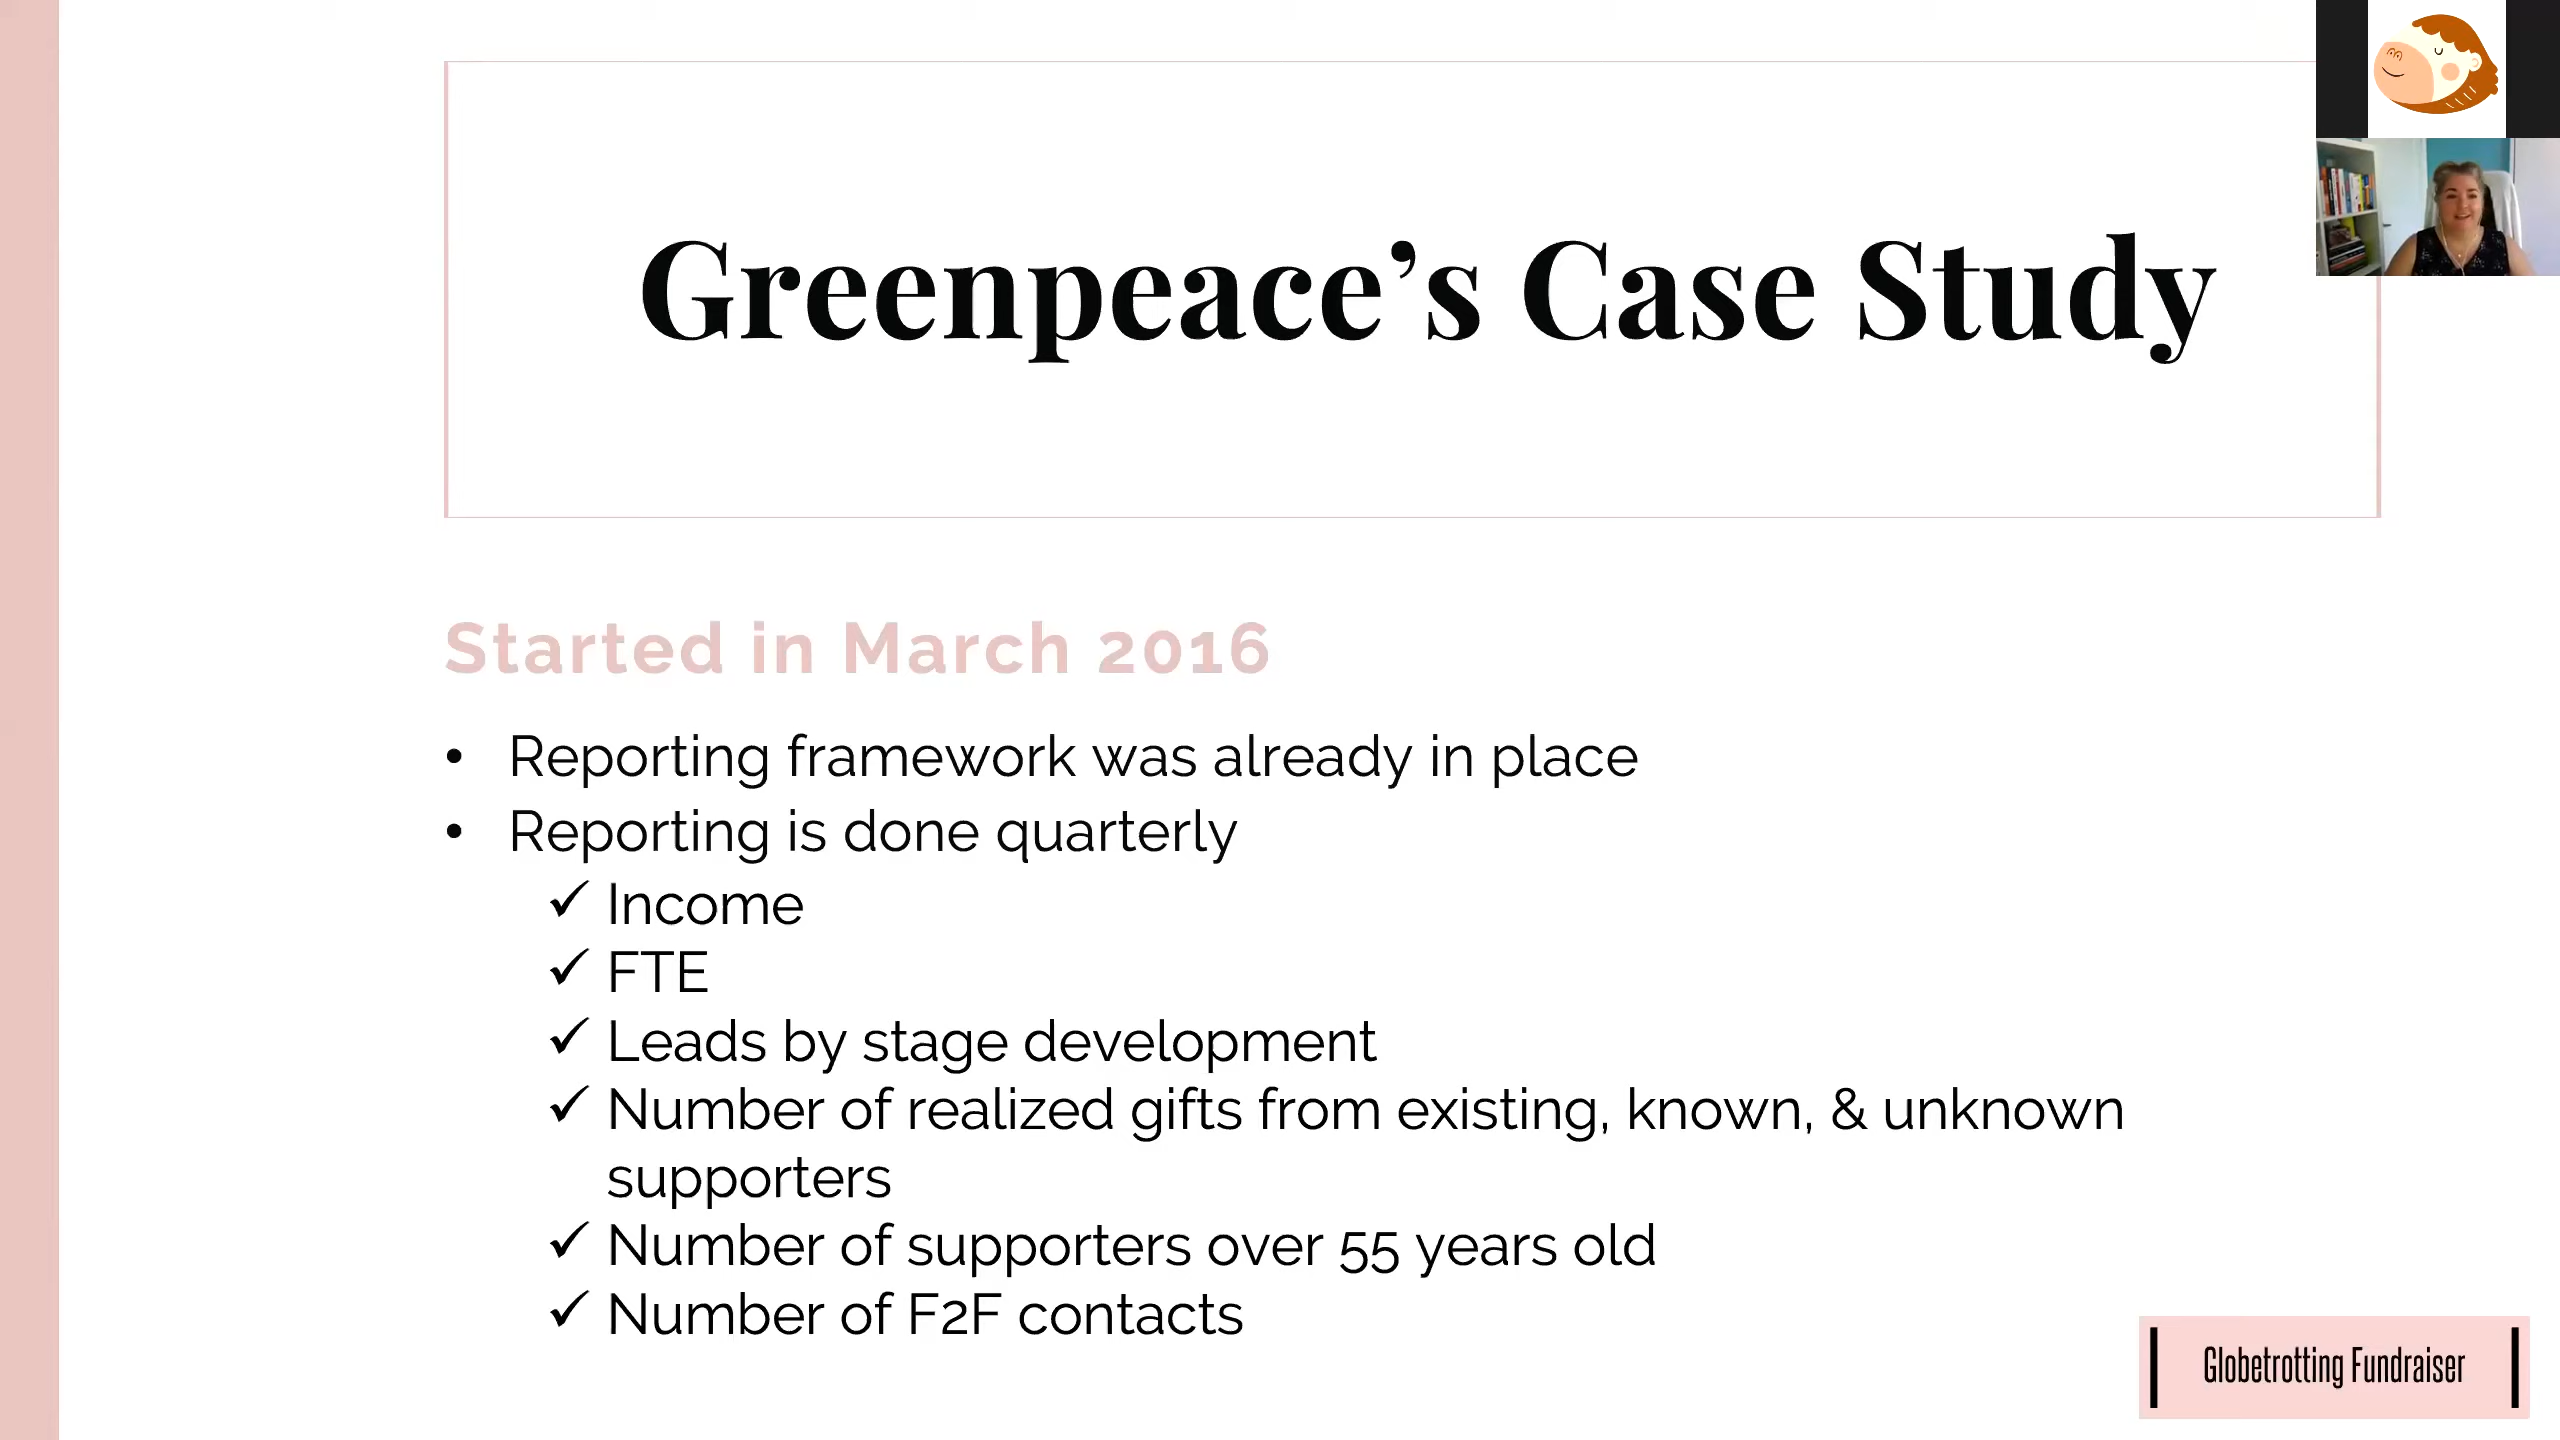 Greenpeace’s Case Study
Started in March 2016
• Reporting framework was already in place
• Reporting is done quarterly
✓ Income
✓ FTE
✓ Leads by stage development
✓ Number of realized gifts from existing, known, & unknown
supporters
✓ Number of supporters over 55 years old
✓ Number of F2F contacts
Globetrotting Fundraiser